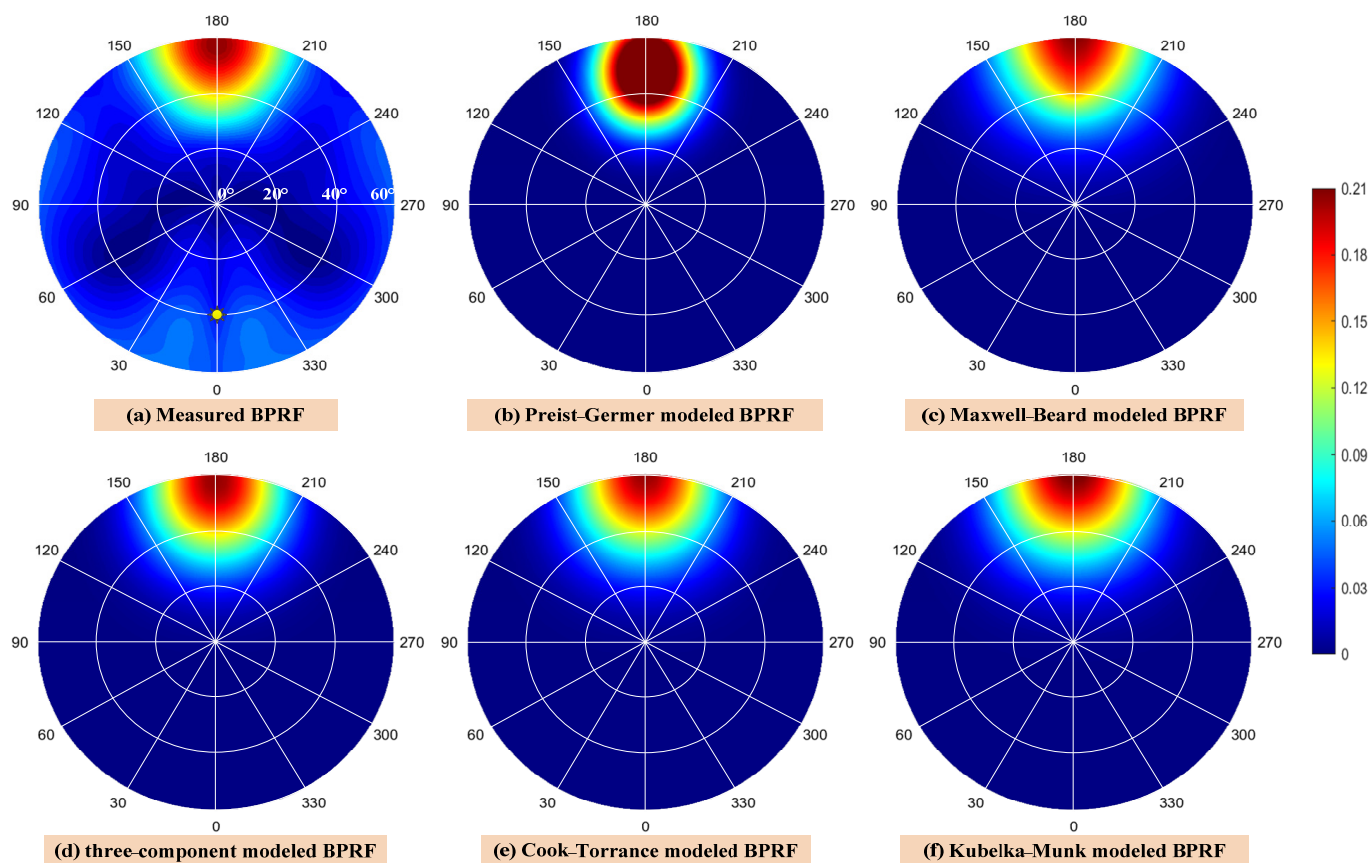 180 180 180
150 210 150 210 150 210
120 240 120 240 120 240
0° 20° 40° 60°
90 270 90 270 90 270
0.21
0.18
0.15
0.12
0.09
0.06
0.03
0
60 300 60 300 60 300
30 330 30 330 30 330
0 0 0
(a) Measured BPRF
(b) Preist–Germer modeled BPRF
(c) Maxwell–Beard modeled BPRF
180 180 180
150 210 150 210 150 210
120 240 120 240 120 240
90 270 90 270 90 270
60 300 60 300 60 300
30 330 30 330 30 330
0 0 0
(d) three–component modeled BPRF
(e) Cook–Torrance modeled BPRF
(f) Kubelka–Munk modeled BPRF